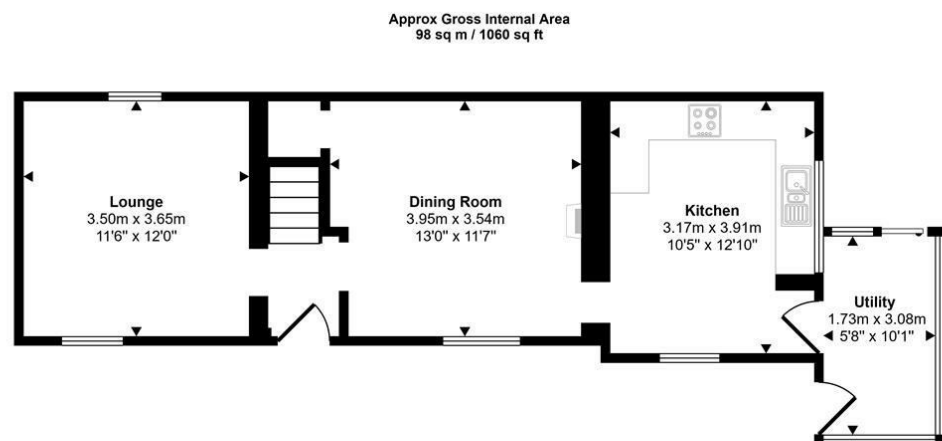 Approx Gross Internal Area
98 sq m / 1060 sq ft
Lounge
3.50m x 3.65m
11'6" x 12'0"
Dining Room
3.95m x 3.54m
13'0" x 11'7"
Kitchen
3.17m x 3.91m
10'5" x 12'10"
Utility
1.73m x 3.08m
5'8" x 10'1"